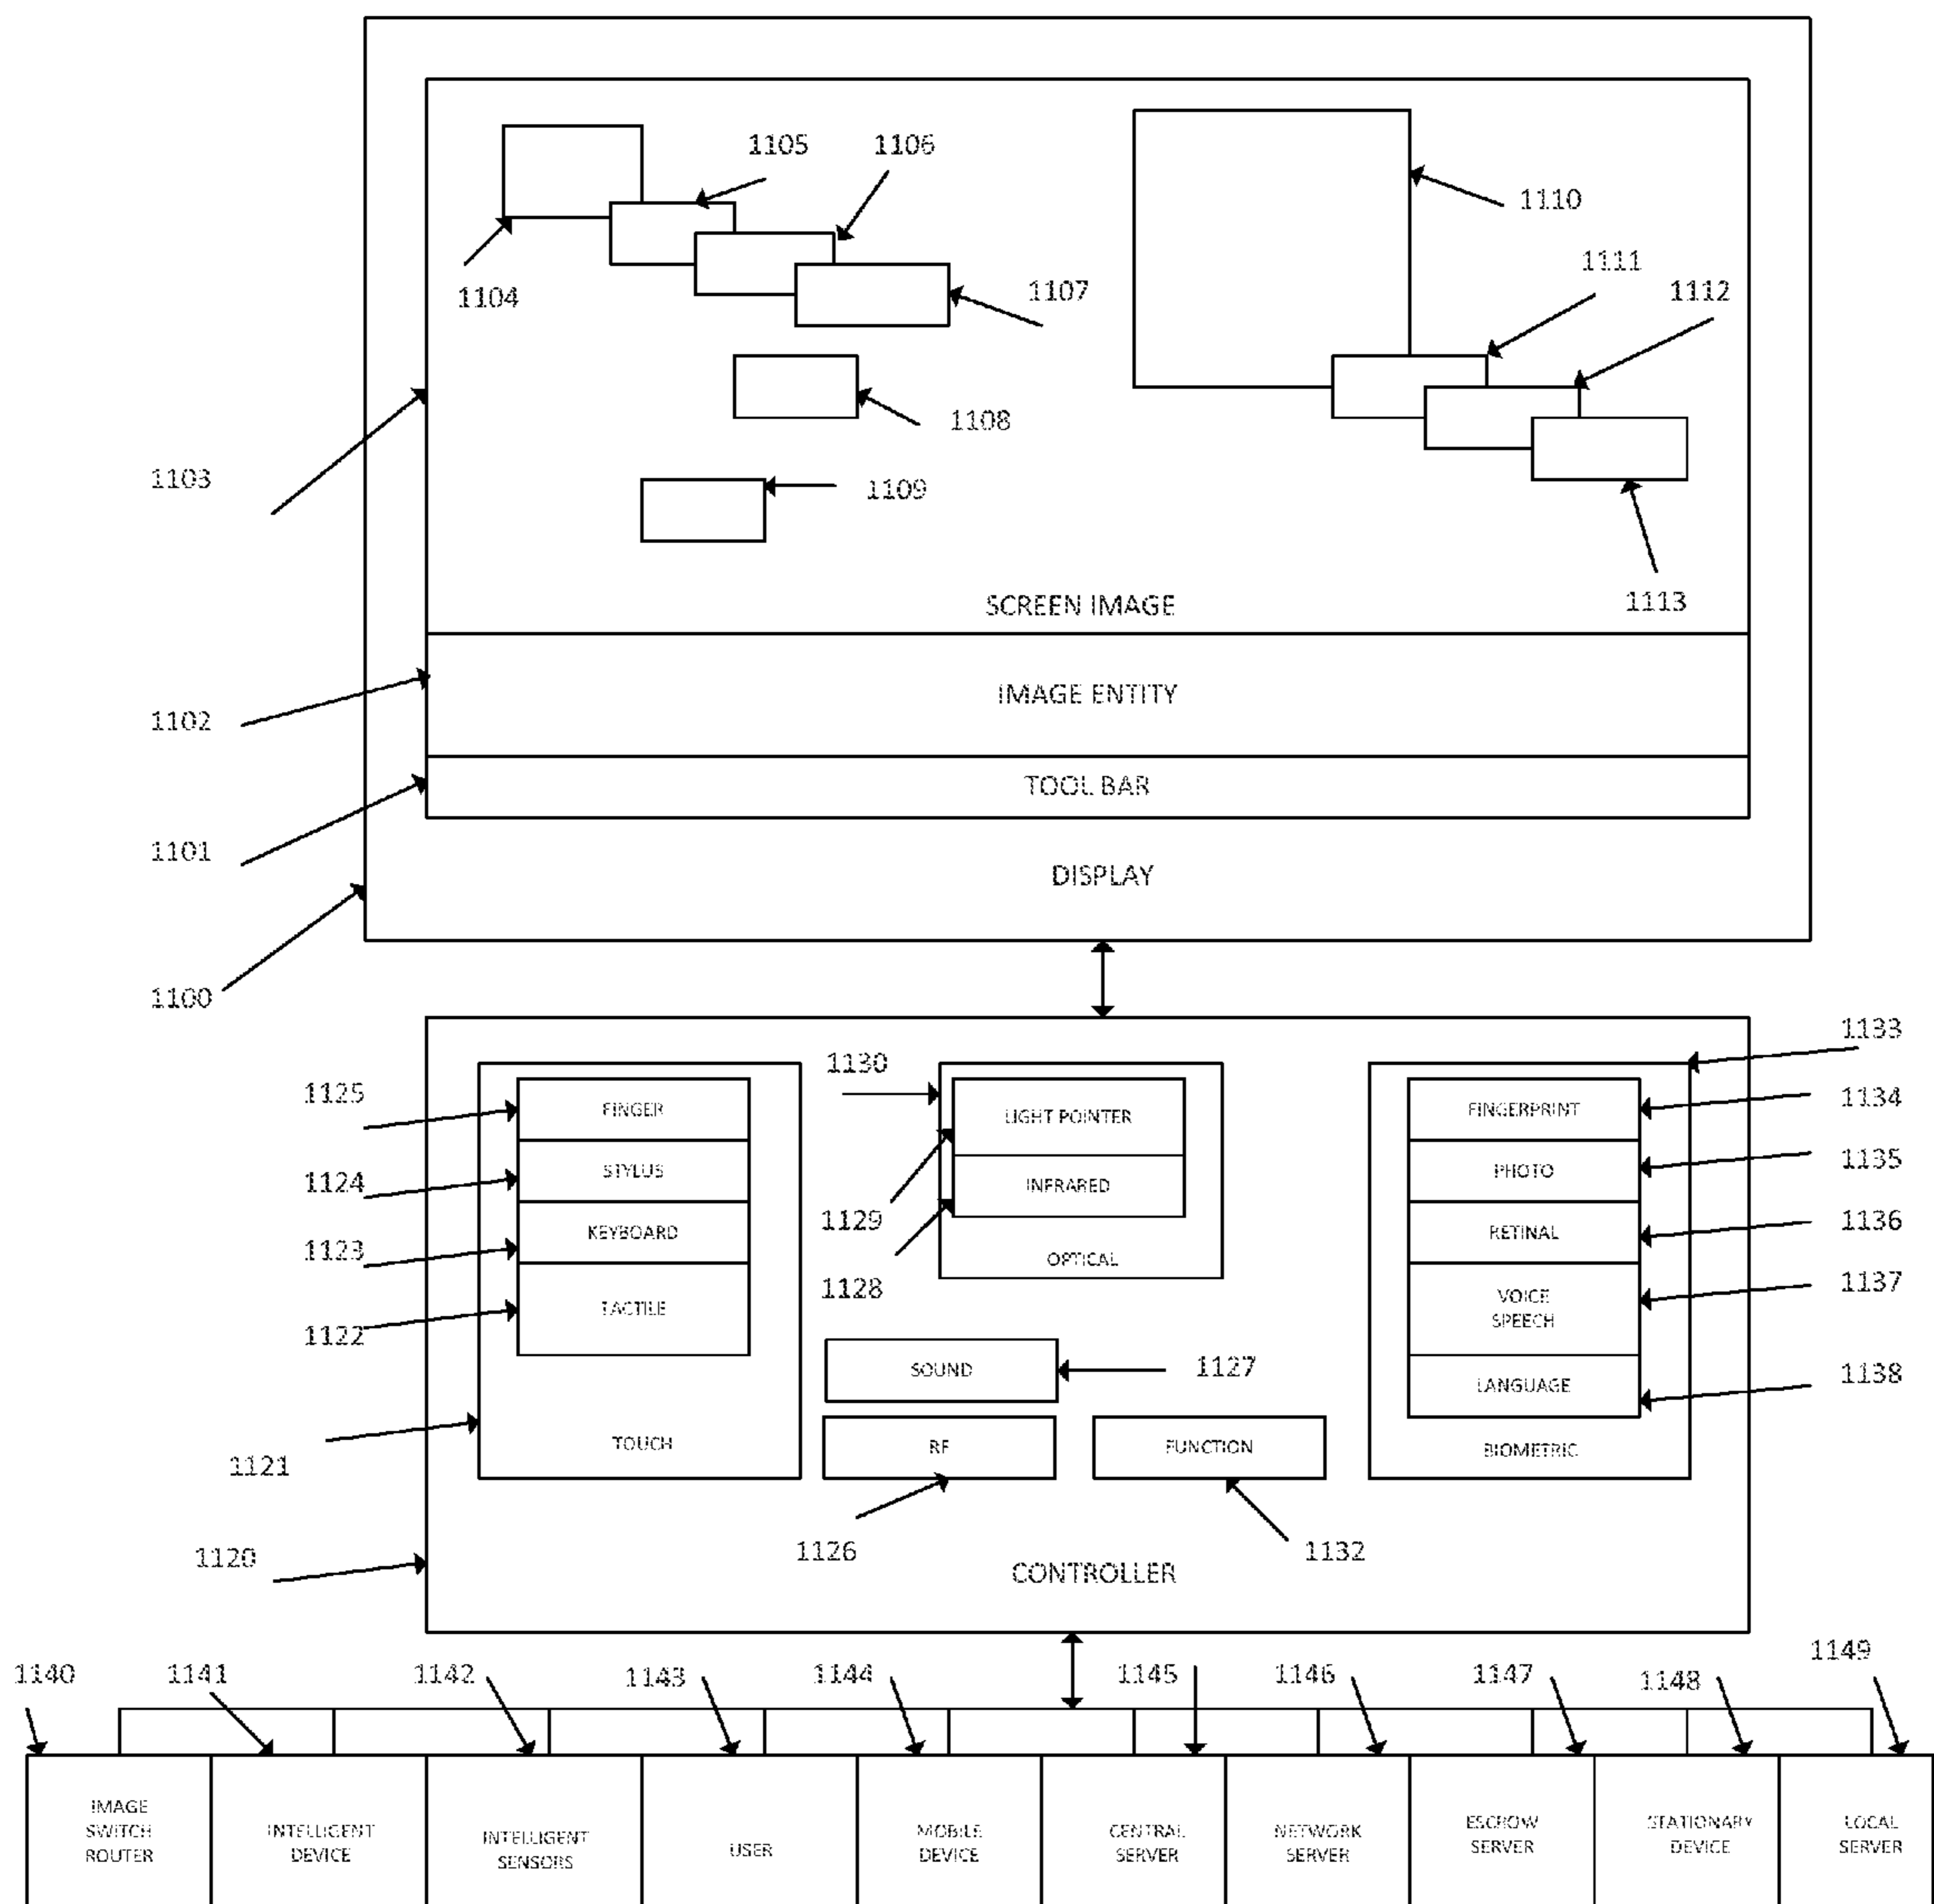 1105
1106
1110
1104
1107
1111
1112
1108
1103
1109
1113
SCREEN IMAGE
1102
IMAGE ENTITY
1101
TOOL BAR
DISPLAY
1100
1133
1125
FINGER
1130
LIGHT POINTER
FINGERPRINT
1134
1124
STYLUS
1129
INFRARED
PHOTO
1135
1123
KEYBOARD
1128
OPTICAL
RETINAL
1136
1122
TACTILE
VOICE
SPEECH
1137
SOUND
1127
LANGUAGE
1138
1121
TOUCH
RF
FUNCTION
BIOMETRIC
1126
1132
1120
CONTROLLER
1140
1141
1142
1143
1144
1145
1146
1147
1148
1149
IMAGE
SWITCH
ROUTER
INTELLIGENT
DEVICE
INTELLIGENT
SENSORS
USER
MOBILE
DEVICE
CENTRAL
SERVER
NETWORK
SERVER
ESCROW
SERVER
STATIONARY
DEVICE
LOCAL
SERVER